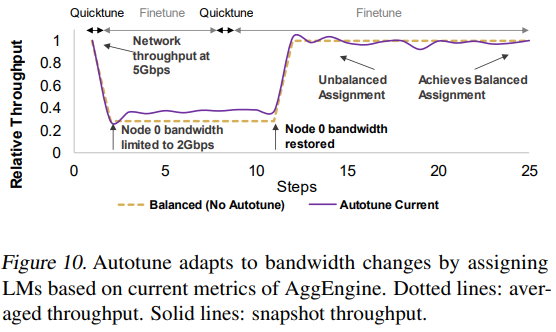 Quicktune Finetune Quicktune Finetune
Relative Throughput
1
0.8
0.6
0.4
0.2
0
Network
throughput at
5Gbps
Unbalanced
Assignment
Achieves Balanced
Assignment
Node 0 bandwidth
limited to 2Gbps
Node 0 bandwidth
restored
0 5 10 15 20 25
Steps
Balanced (No Autotune) Autotune Current
Figure 10. Autotune adapts to bandwidth changes by assigning
LMs based on current metrics of AggEngine. Dotted lines: aver-
aged throughput. Solid lines: snapshot throughput.